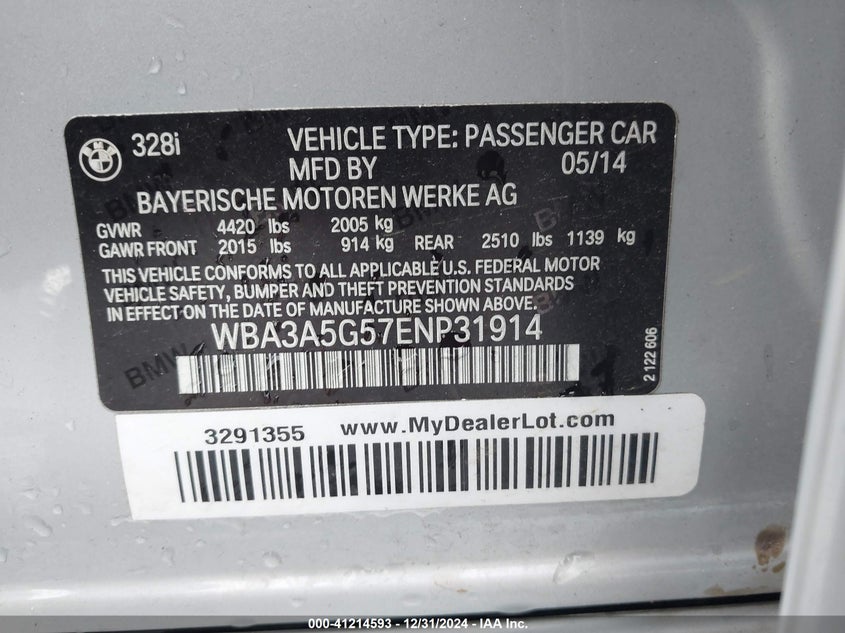 BMW 328i VEHICLE TYPE: PASSENGER CAR
MFD BY 05/14
BAYERISCHE MOTOREN WERKE AG
GVWR 4420 lbs 2005 kg
GAWR FRONT 2015 lbs 914 kg REAR 2510 lbs 1139 kg
THIS VEHICLE CONFORMS TO ALL APPLICABLE U.S. FEDERAL MOTOR
VEHICLE SAFETY, BUMPER AND THEFT PREVENTION STANDARDS
IN EFFECT ON THE DATE OF MANUFACTURE SHOWN ABOVE.
WBA3A5G57ENP31914
2 122 606
BMW
3291355 www.MyDealerLot.com
000-41214593 - 12/31/2024 - IAA Inc.